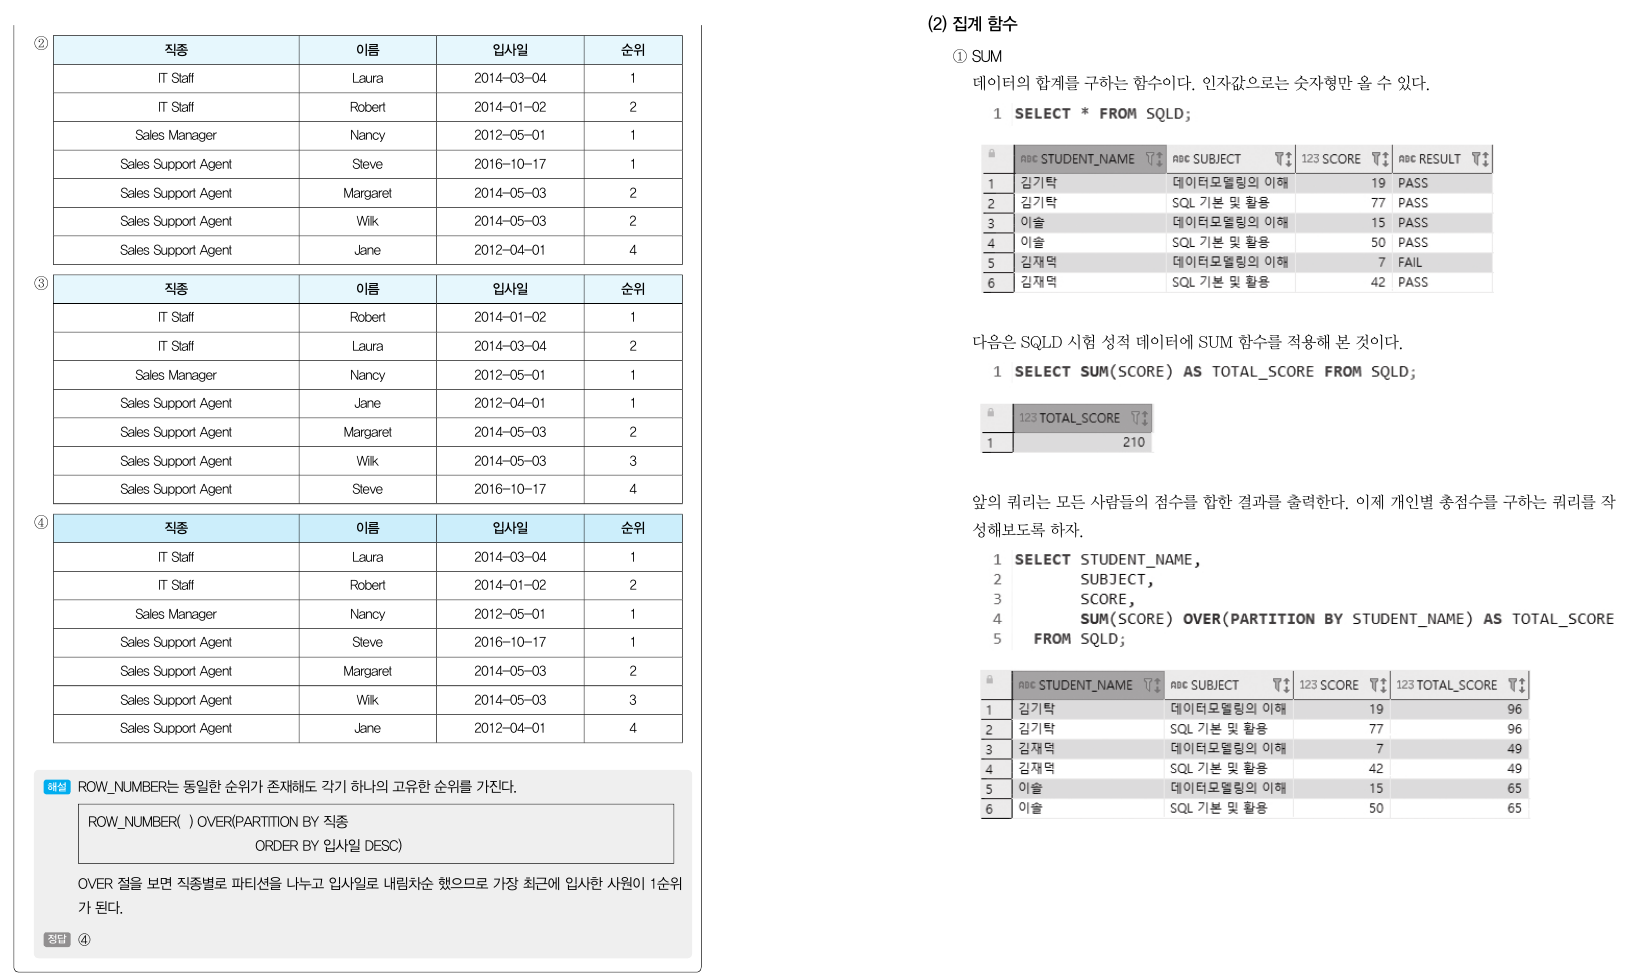 ②
직종 이름 입사일 순위
IT Staff Laura 2014-03-04 1
IT Staff Robert 2014-01-02 2
Sales Manager Nancy 2012-05-01 1
Sales Support Agent Steve 2016-10-17 1
Sales Support Agent Margaret 2014-05-03 2
Sales Support Agent Wilk 2014-05-03 2
Sales Support Agent Jane 2012-04-01 4
③
직종 이름 입사일 순위
IT Staff Robert 2014-01-02 1
IT Staff Laura 2014-03-04 2
Sales Manager Nancy 2012-05-01 1
Sales Support Agent Jane 2012-04-01 1
Sales Support Agent Margaret 2014-05-03 2
Sales Support Agent Wilk 2014-05-03 3
Sales Support Agent Steve 2016-10-17 4
④
직종 이름 입사일 순위
IT Staff Laura 2014-03-04 1
IT Staff Robert 2014-01-02 2
Sales Manager Nancy 2012-05-01 1
Sales Support Agent Steve 2016-10-17 1
Sales Support Agent Margaret 2014-05-03 2
Sales Support Agent Wilk 2014-05-03 3
Sales Support Agent Jane 2012-04-01 4
해설 ROW_NUMBER는 동일한 순위가 존재해도 각기 하나의 고유한 순위를 가진다.
ROW_NUMBER( ) OVER(PARTITION BY 직종
ORDER BY 입사일 DESC)
OVER 절을 보면 직종별로 파티션을 나누고 입사일로 내림차순 했으므로 가장 최근에 입사한 사원이 1순위
가 된다.
정답 ④
(2) 집계 함수
① SUM
데이터의 합계를 구하는 함수이다. 인자값으로는 숫자형만 올 수 있다.
1 SELECT * FROM SQLD;
ABC STUDENT_NAME ABC SUBJECT 123 SCORE ABC RESULT
1 김기탁 데이터모델링의 이해 19 PASS
2 김기탁 SQL 기본 및 활용 77 PASS
3 이솔 데이터모델링의 이해 15 PASS
4 이솔 SQL 기본 및 활용 50 PASS
5 김재덕 데이터모델링의 이해 7 FAIL
6 김재덕 SQL 기본 및 활용 42 PASS
다음은 SQLD 시험 성적 데이터에 SUM 함수를 적용해 본 것이다.
1 SELECT SUM(SCORE) AS TOTAL_SCORE FROM SQLD;
123 TOTAL_SCORE
1 210
앞의 쿼리는 모든 사람들의 점수를 합한 결과를 출력한다. 이제 개인별 총점수를 구하는 쿼리를 작
성해보도록 하자.
1 SELECT STUDENT_NAME,
2 SUBJECT,
3 SCORE,
4 SUM(SCORE) OVER(PARTITION BY STUDENT_NAME) AS TOTAL_SCORE
5 FROM SQLD;
ABC STUDENT_NAME ABC SUBJECT 123 SCORE 123 TOTAL_SCORE
1 김기탁 데이터모델링의 이해 19 96
2 김기탁 SQL 기본 및 활용 77 96
3 김재덕 데이터모델링의 이해 7 49
4 김재덕 SQL 기본 및 활용 42 49
5 이솔 데이터모델링의 이해 15 65
6 이솔 SQL 기본 및 활용 50 65